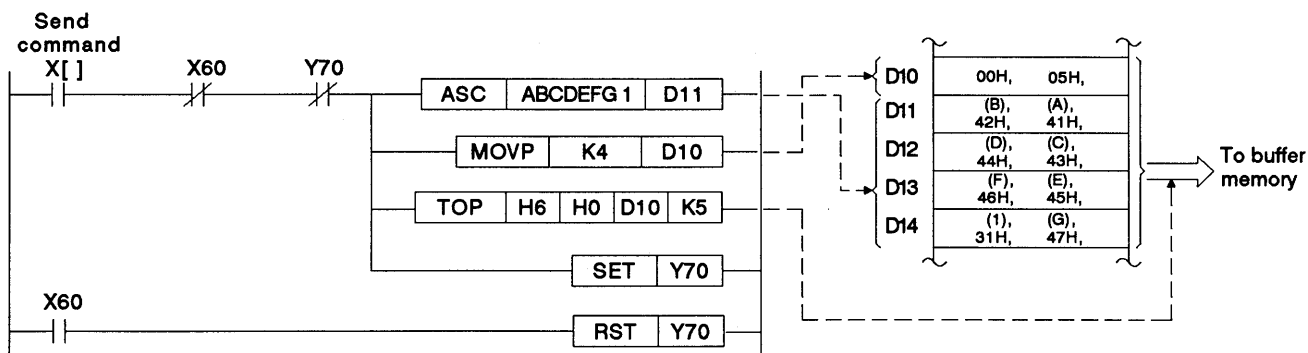 Send
command
X[ ] X60 Y70
ASC ABCDEFG 1 D11
MOVP K4 D10
TOP H6 H0 D10 K5
SET Y70
X60
RST Y70
D10 00H, 05H,
D11 (B), (A),
42H, 41H,
D12 (D), (C),
44H, 43H,
D13 (F), (E),
46H, 45H,
D14 (1), (G),
31H, 47H,
To buffer
memory